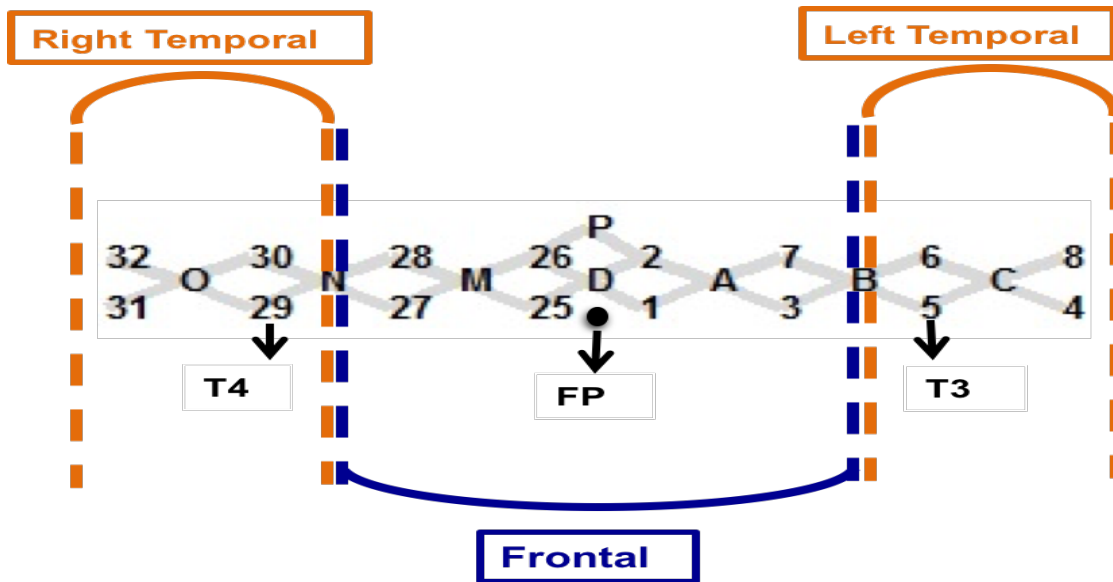 Right Temporal
Left Temporal
P
32 30 28 26 2 7 6 8
O N M D A B C
31 29 27 25 1 3 5 4
T4
FP
T3
Frontal